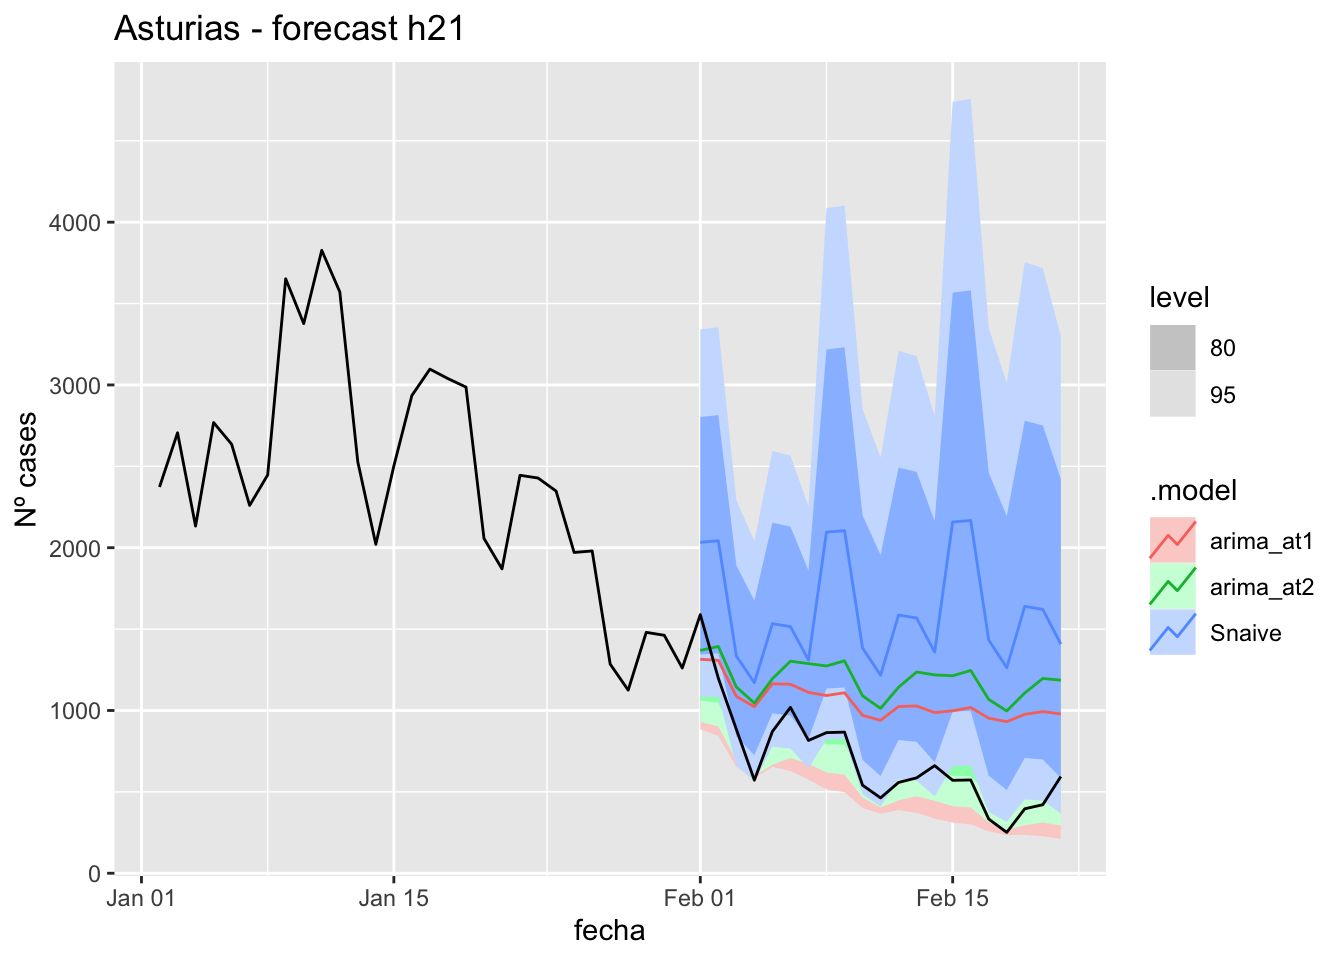 Asturias - forecast h21
Nº cases
4000
3000
2000
1000
0
Jan 01
Jan 15
Feb 01
Feb 15
fecha
level
80
95
.model
arima_at1
arima_at2
Snaive